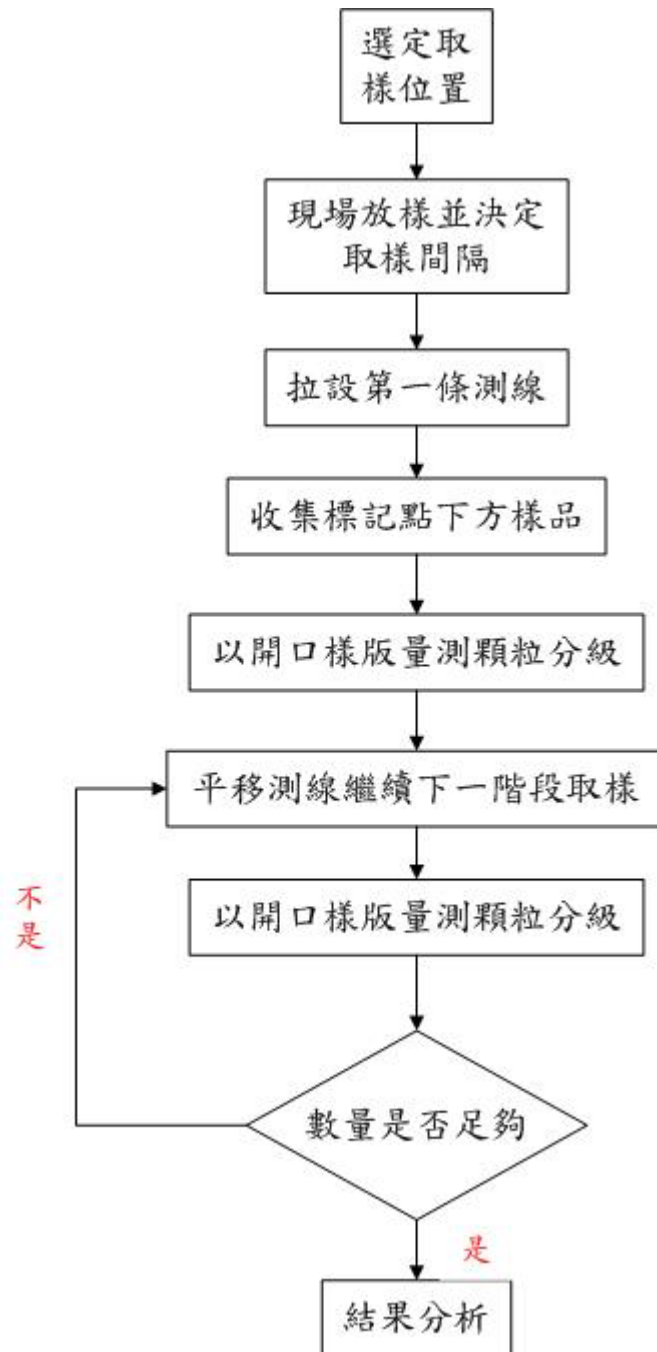 選定取
樣位置
現場放樣並決定
取樣間隔
拉設第一條測線
收集標記點下方樣品
以開口樣版量測顆粒分級
平移測線繼續下一階段取樣
以開口樣版量測顆粒分級
不
是
數量是否足夠
是
結果分析